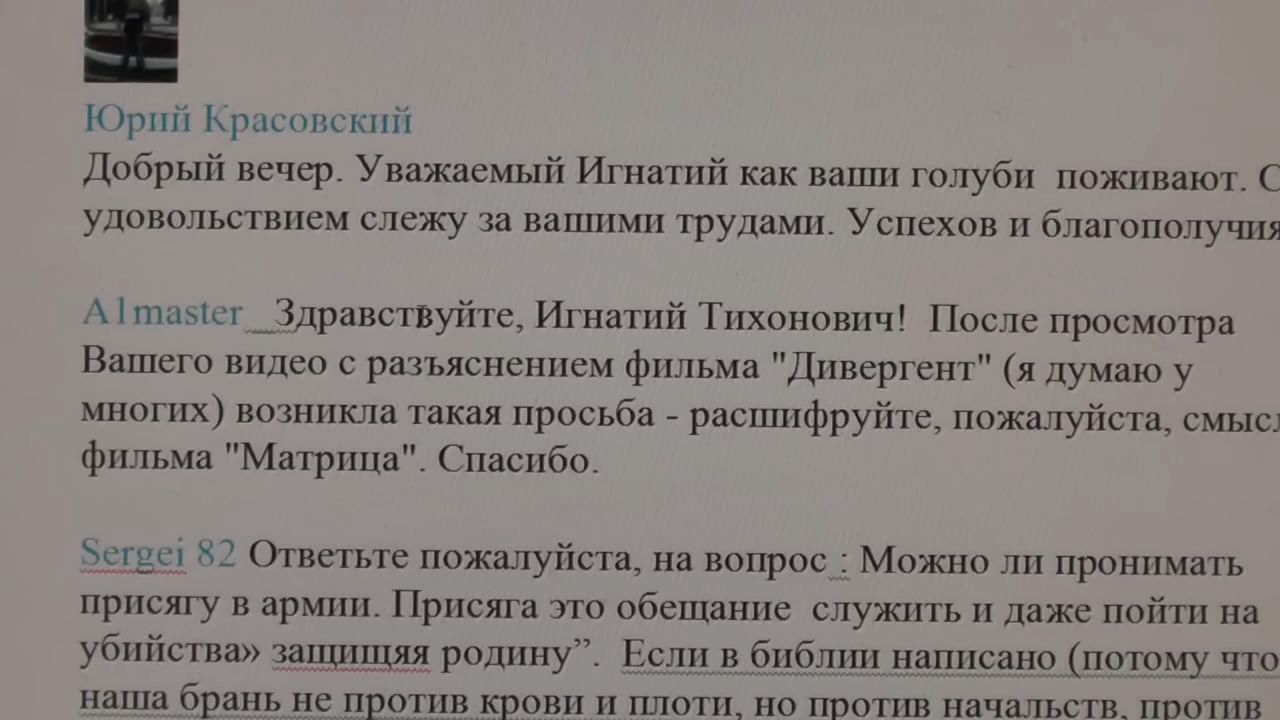 Юрий Красовский
Добрый вечер. Уважаемый Игнатий как ваши голуби поживают. С
удовольствием слежу за вашими трудами. Успехов и благополучия
A1master Здравствуйте, Игнатий Тихонович! После просмотра
Вашего видео с разъяснением фильма "Дивергент" (я думаю у
многих) возникла такая просьба - расшифруйте, пожалуйста, смысл
фильма "Матрица". Спасибо.
Sergei 82 Ответьте пожалуйста, на вопрос : Можно ли пронимать
присягу в армии. Присяга это обещание служить и даже пойти на
убийства» защищяя родину”. Если в библии написано (потому что
наша брань не против крови и плоти, но против начальств, против